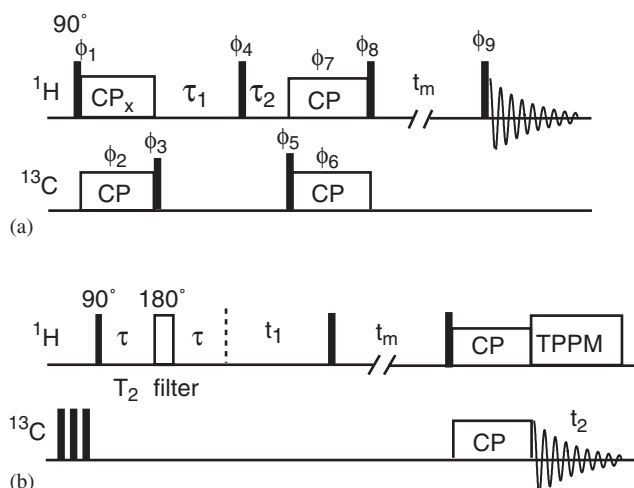 90°
ϕ1 ϕ4 ϕ7 ϕ8 ϕ9
1H CPx τ1 τ2 CP tm
ϕ2 ϕ3 ϕ5 ϕ6
13C CP CP
(a)
90° 180°
1H τ τ t1 tm CP TPPM
T2 filter
13C CP t2
(b)